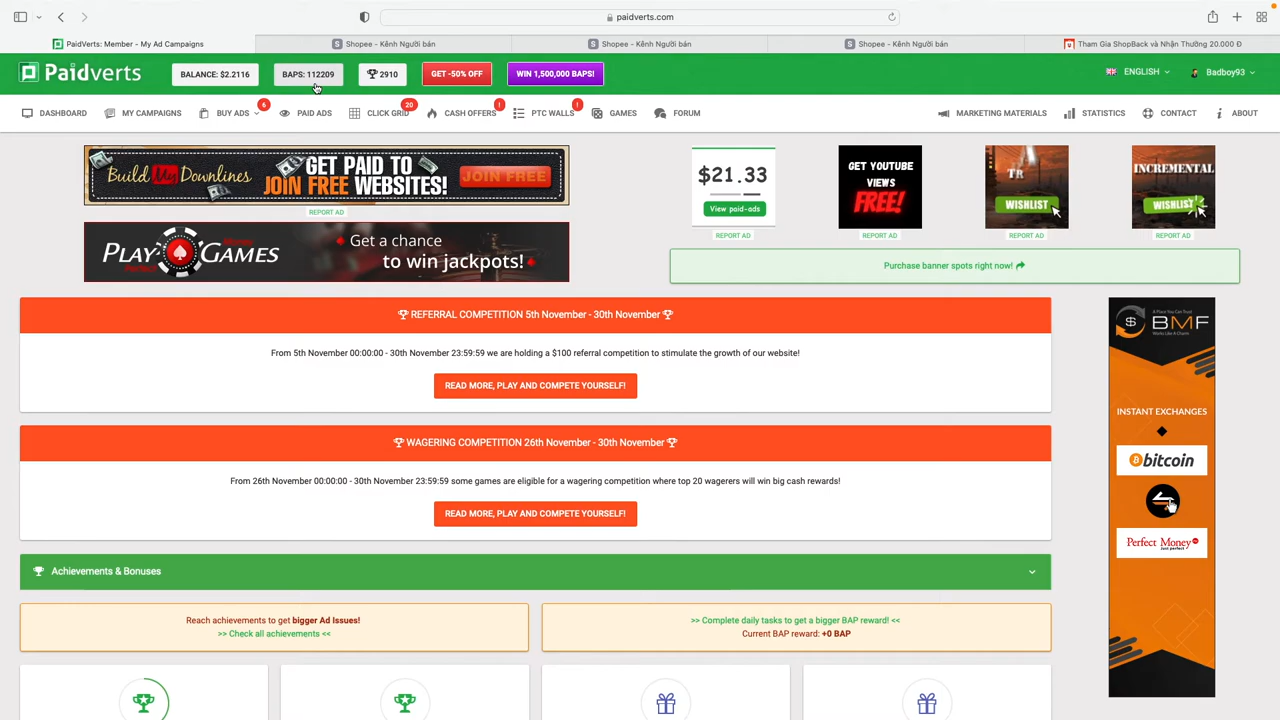 paidverts.com
PaidVerts: Member - My Ad Campaigns
Shopee - Kênh Người bán
Shopee - Kênh Người bán
Shopee - Kênh Người bán
Tham Gia ShopBack và Nhận Thưởng 20.000 Đ
Paidverts
BALANCE: $2.2116
BAPS: 112209
2910
GET -50% OFF
WIN 1,500,000 BAPS!
ENGLISH
Badboy93
DASHBOARD
MY CAMPAIGNS
BUY ADS
6
PAID ADS
CLICK GRID
20
CASH OFFERS
!
PTC WALLS
!
GAMES
FORUM
MARKETING MATERIALS
STATISTICS
CONTACT
ABOUT
Build My Downlines
GET PAID TO
JOIN FREE WEBSITES!
JOIN FREE
REPORT AD
PLAY GAMES
Get a chance
to win jackpots!
$21.33
View paid-ads
REPORT AD
GET YOUTUBE
VIEWS
FREE!
REPORT AD
TR
WISHLIST
REPORT AD
INCREMENTAL
WISHLIST
REPORT AD
Purchase banner spots right now!
REFERRAL COMPETITION 5th November - 30th November
From 5th November 00:00:00 - 30th November 23:59:59 we are holding a $100 referral competition to stimulate the growth of our website!
READ MORE, PLAY AND COMPETE YOURSELF!
WAGERING COMPETITION 26th November - 30th November
From 26th November 00:00:00 - 30th November 23:59:59 some games are eligible for a wagering competition where top 20 wagerers will win big cash rewards!
READ MORE, PLAY AND COMPETE YOURSELF!
Achievements & Bonuses
Reach achievements to get bigger Ad Issues!
>> Check all achievements <<
>> Complete daily tasks to get a bigger BAP reward! <<
Current BAP reward: +0 BAP
BMF
INSTANT EXCHANGES
bitcoin
Perfect Money